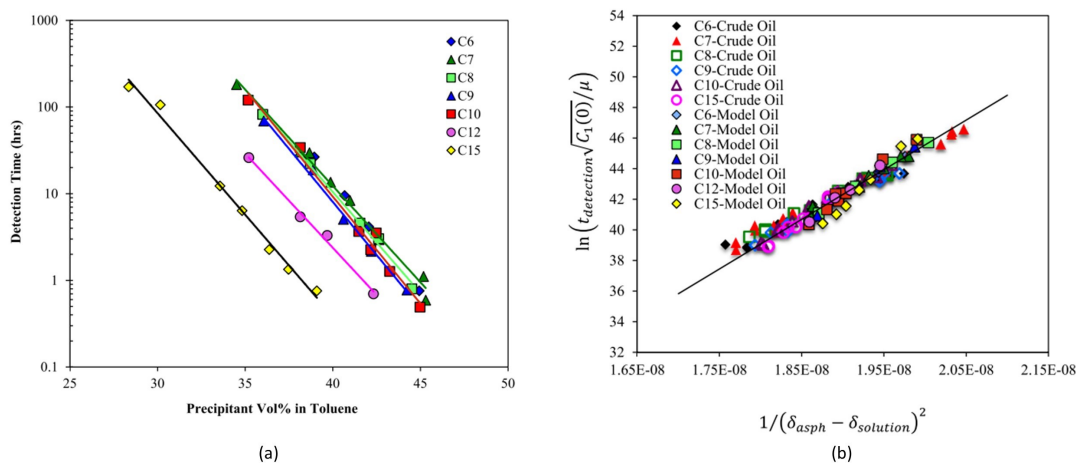 1000
100
10
1
0.1
25
30
35
40
45
50
Detection Time (hrs)
Precipitant Vol% in Toluene
C6
C7
C8
C9
C10
C12
C15
(a)
54
52
50
48
46
44
42
40
38
36
34
32
1.65E-08
1.75E-08
1.85E-08
1.95E-08
2.05E-08
2.15E-08
ln (t_detection√C₁(0)/μ)
1/(δ_asph − δ_solution)²
C6-Crude Oil
C7-Crude Oil
C8-Crude Oil
C9-Crude Oil
C10-Crude Oil
C15-Crude Oil
C6-Model Oil
C7-Model Oil
C8-Model Oil
C9-Model Oil
C10-Model Oil
C12-Model Oil
C15-Model Oil
(b)